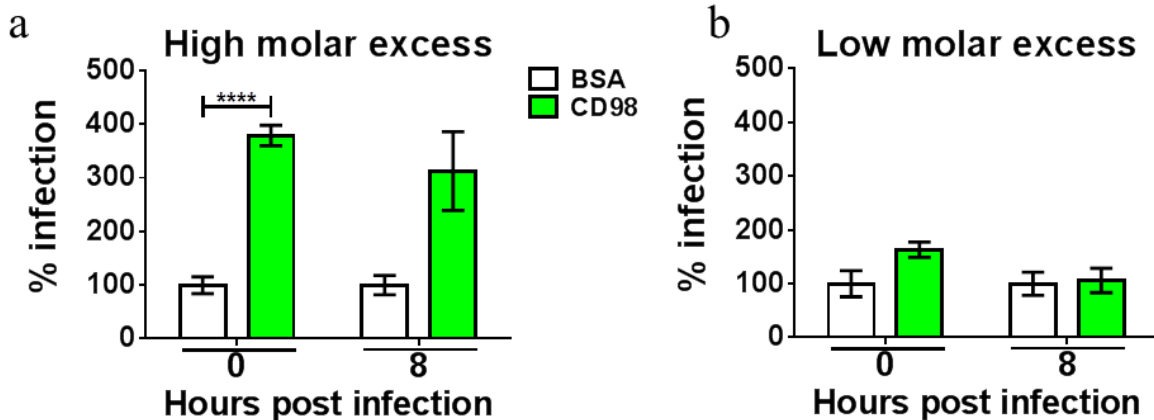 a
High molar excess
% infection
500
400
300
200
100
0
****
0
8
Hours post infection
BSA
CD98
b
Low molar excess
% infection
500
400
300
200
100
0
0
8
Hours post infection